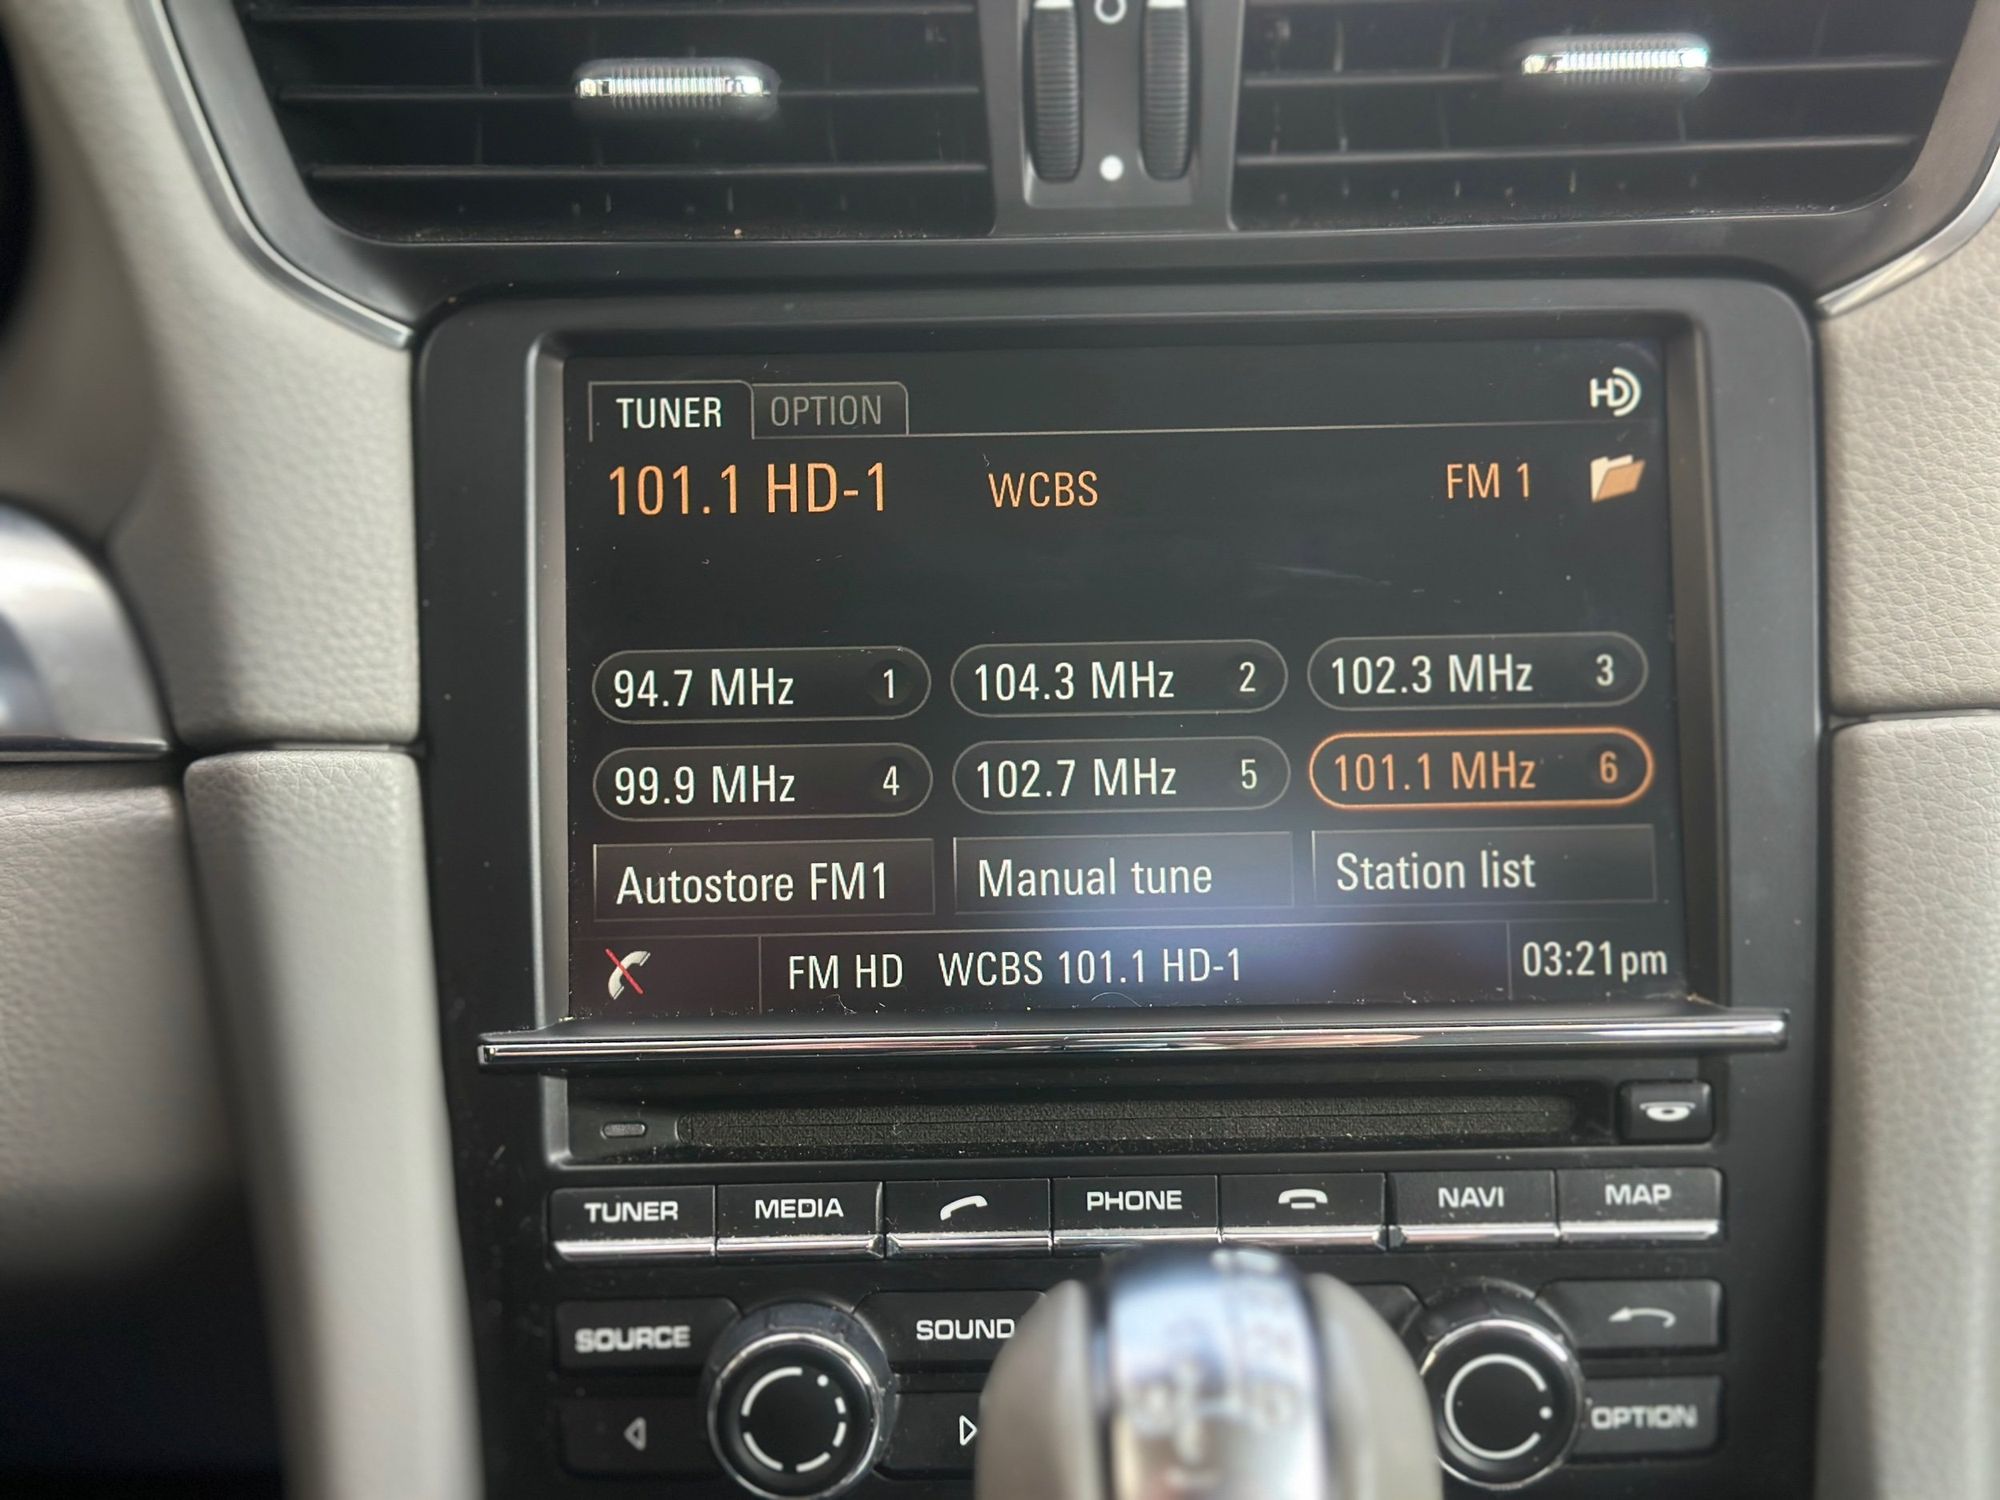 TUNER OPTION HD
101.1 HD-1 WCBS FM 1
94.7 MHz 1 104.3 MHz 2 102.3 MHz 3
99.9 MHz 4 102.7 MHz 5 101.1 MHz 6
Autostore FM1 Manual tune Station list
FM HD WCBS 101.1 HD-1 03:21pm
TUNER MEDIA PHONE NAVI MAP
SOURCE SOUND
OPTION